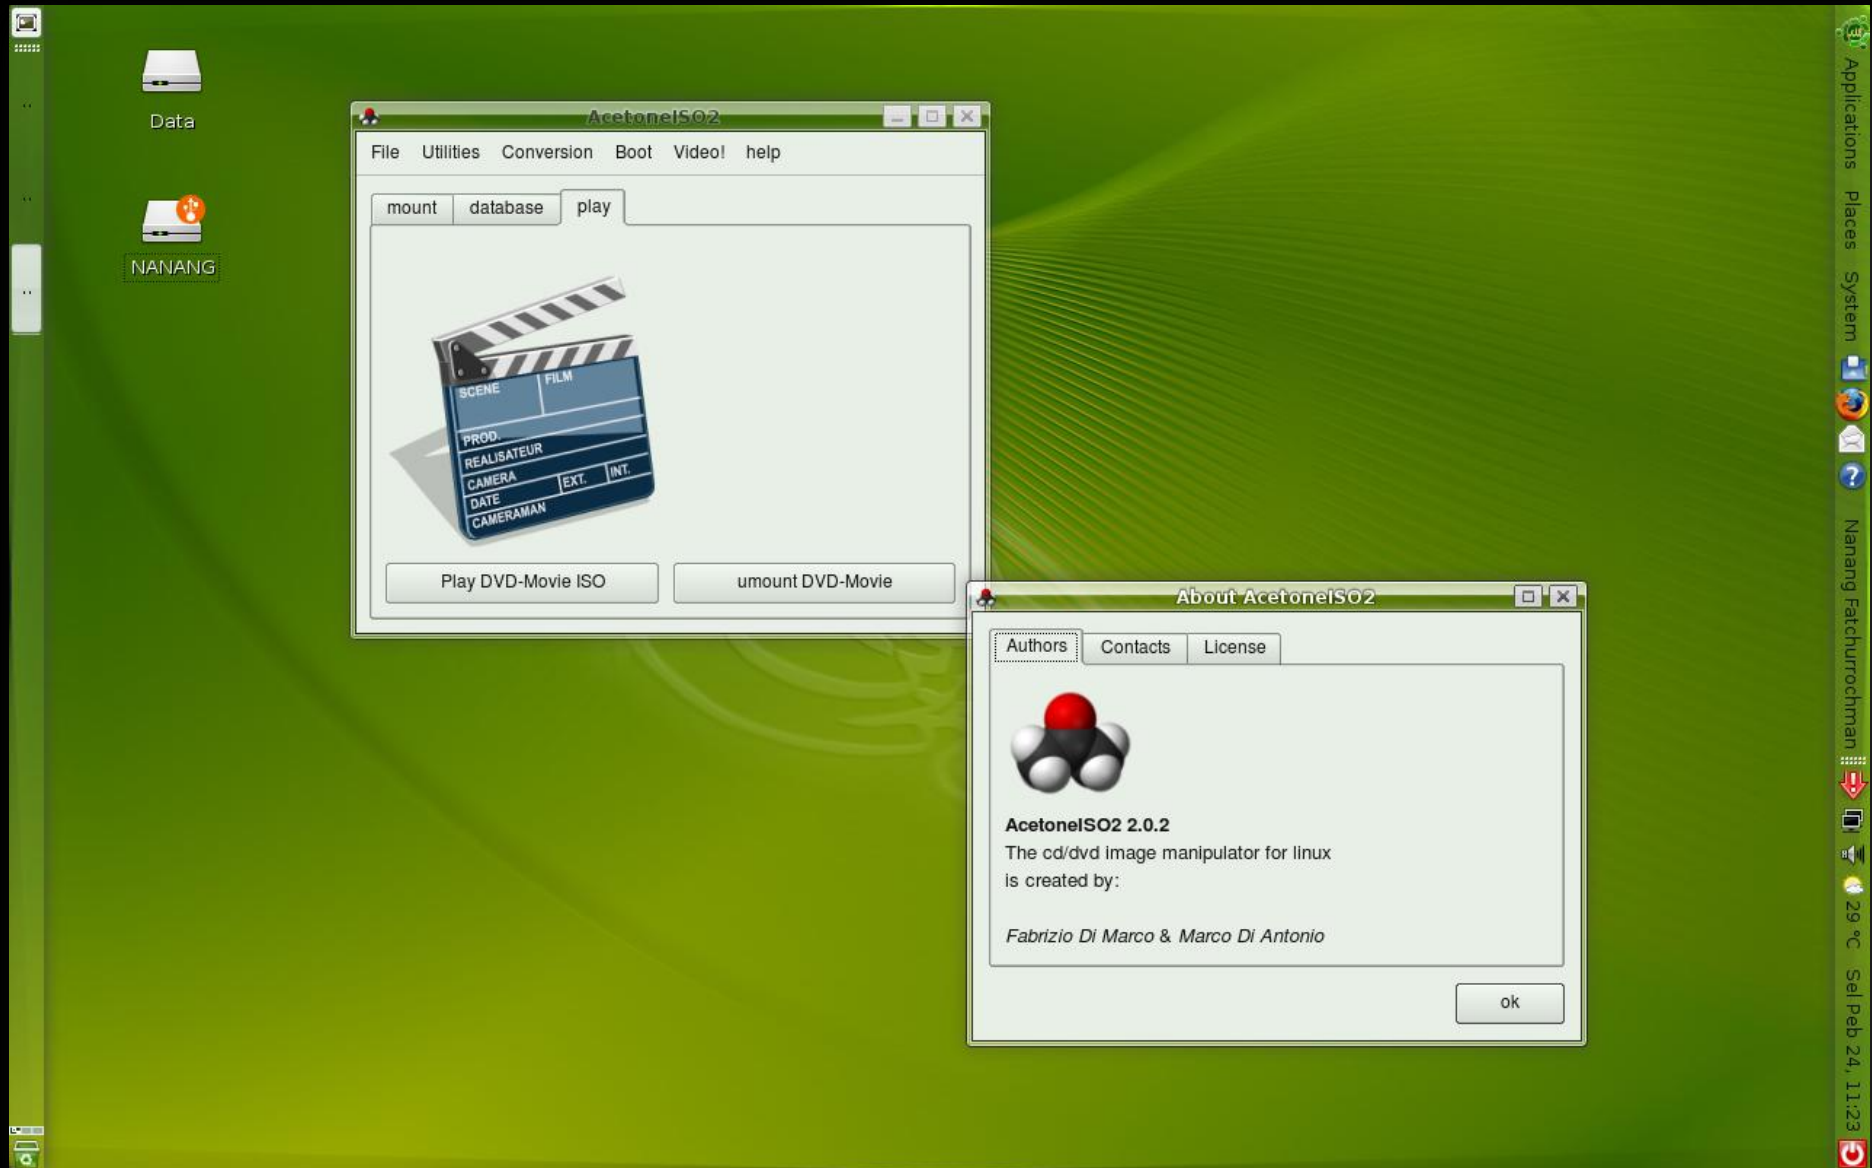 Data
NANANG
AcetoneISO2
File Utilities Conversion Boot Video! help
mount database play
SCENE FILM
PROD.
REALISATEUR
CAMERA EXT. INT.
DATE
CAMERAMAN
Play DVD-Movie ISO umount DVD-Movie
About AcetoneISO2
Authors Contacts License
AcetoneISO2 2.0.2
The cd/dvd image manipulator for linux
is created by:
Fabrizio Di Marco & Marco Di Antonio
ok
Applications Places System
Nanang Fatchurrochman
29 °C Sel Peb 24, 11:23